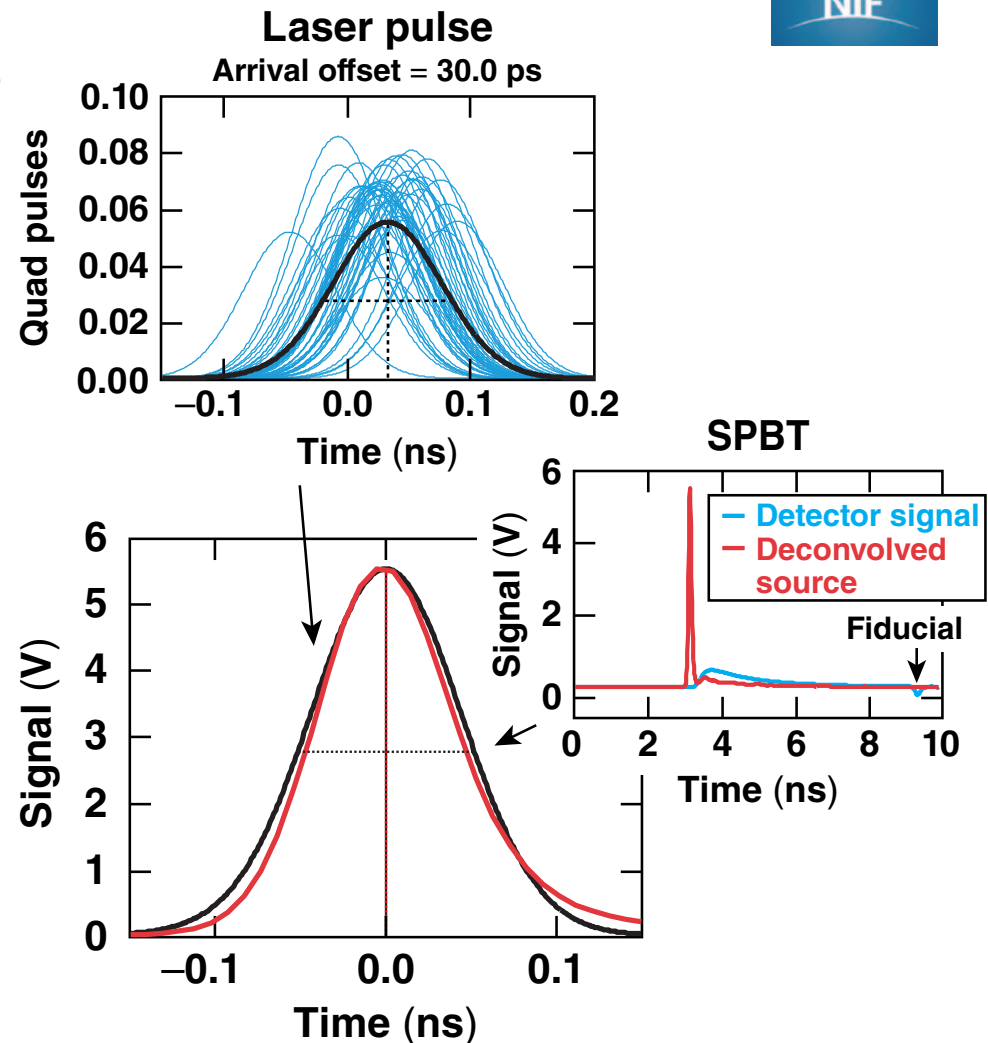 NIF
Laser pulse
Arrival offset = 30.0 ps
Quad pulses
0.10
0.08
0.06
0.04
0.02
0.00
−0.1 0.0 0.1 0.2
Time (ns)
SPBT
Signal (V)
6
4
2
0
Detector signal
Deconvolved
source
Fiducial
0 2 4 6 8 10
Time (ns)
Signal (V)
6
5
4
3
2
1
0
−0.1 0.0 0.1
Time (ns)